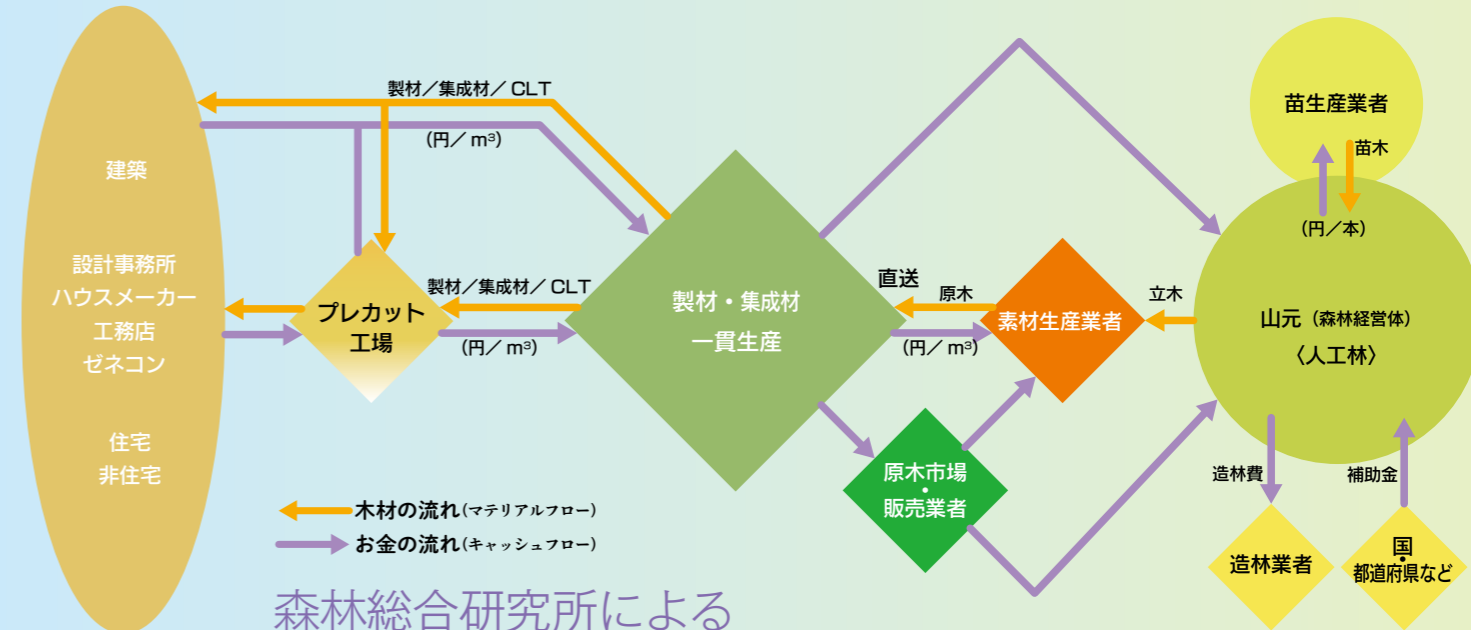 製材／集成材／CLT
(円／m³)
建築
設計事務所
ハウスメーカー
工務店
ゼネコン
住宅
非住宅
プレカット
工場
製材／集成材／CLT
(円／m³)
製材・集成材
一貫生産
直送
原木
(円／m³)
素材生産業者
立木
原木市場
・
販売業者
苗生産業者
苗木
(円／本)
山元（森林経営体）
〈人工林〉
造林費
補助金
造林業者
国・
都道府県など
木材の流れ(マテリアルフロー)
お金の流れ(キャッシュフロー)
森林総合研究所による